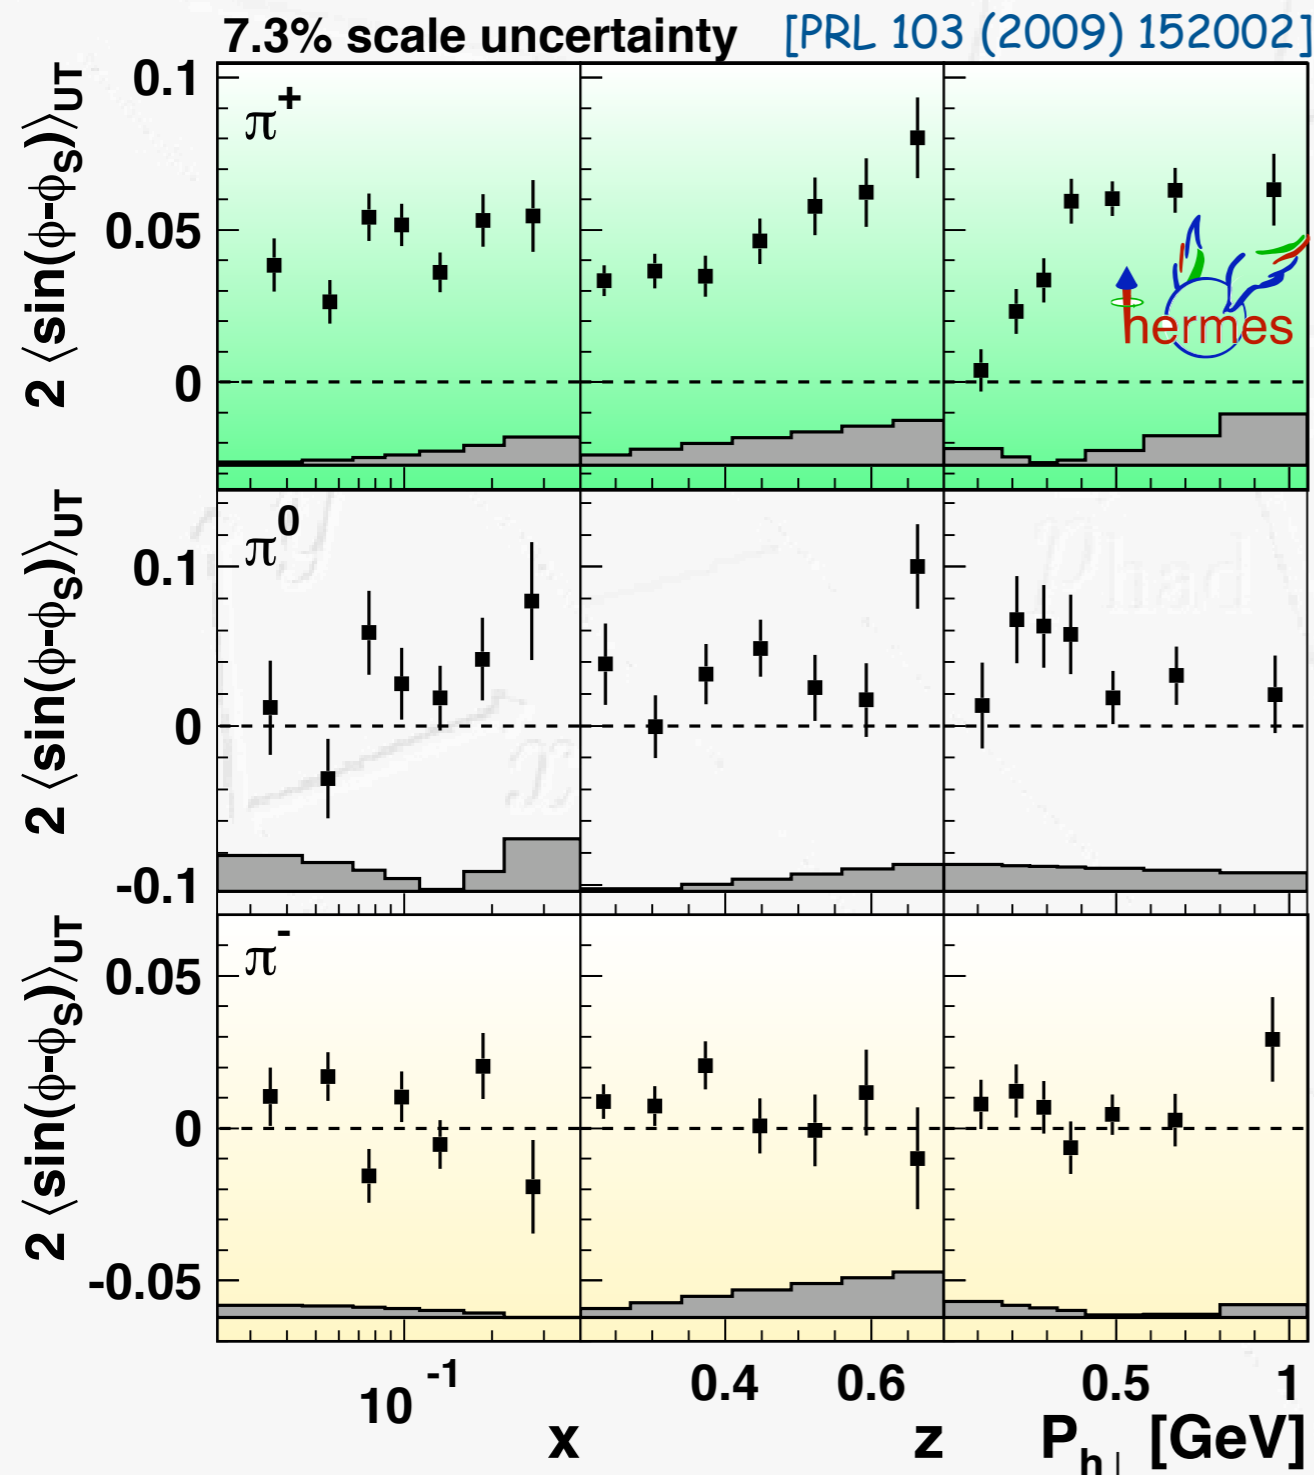 7.3% scale uncertainty [PRL 103 (2009) 152002]
2 ⟨sin(ϕ-ϕS)⟩UT
0.1
0.05
0
π+
hermes
2 ⟨sin(ϕ-ϕS)⟩UT
0.1
0
-0.1
π0
x
Phad
2 ⟨sin(ϕ-ϕS)⟩UT
0.05
0
-0.05
π-
10-1 0.4 0.6 0.5 1
x z Ph⊥ [GeV]